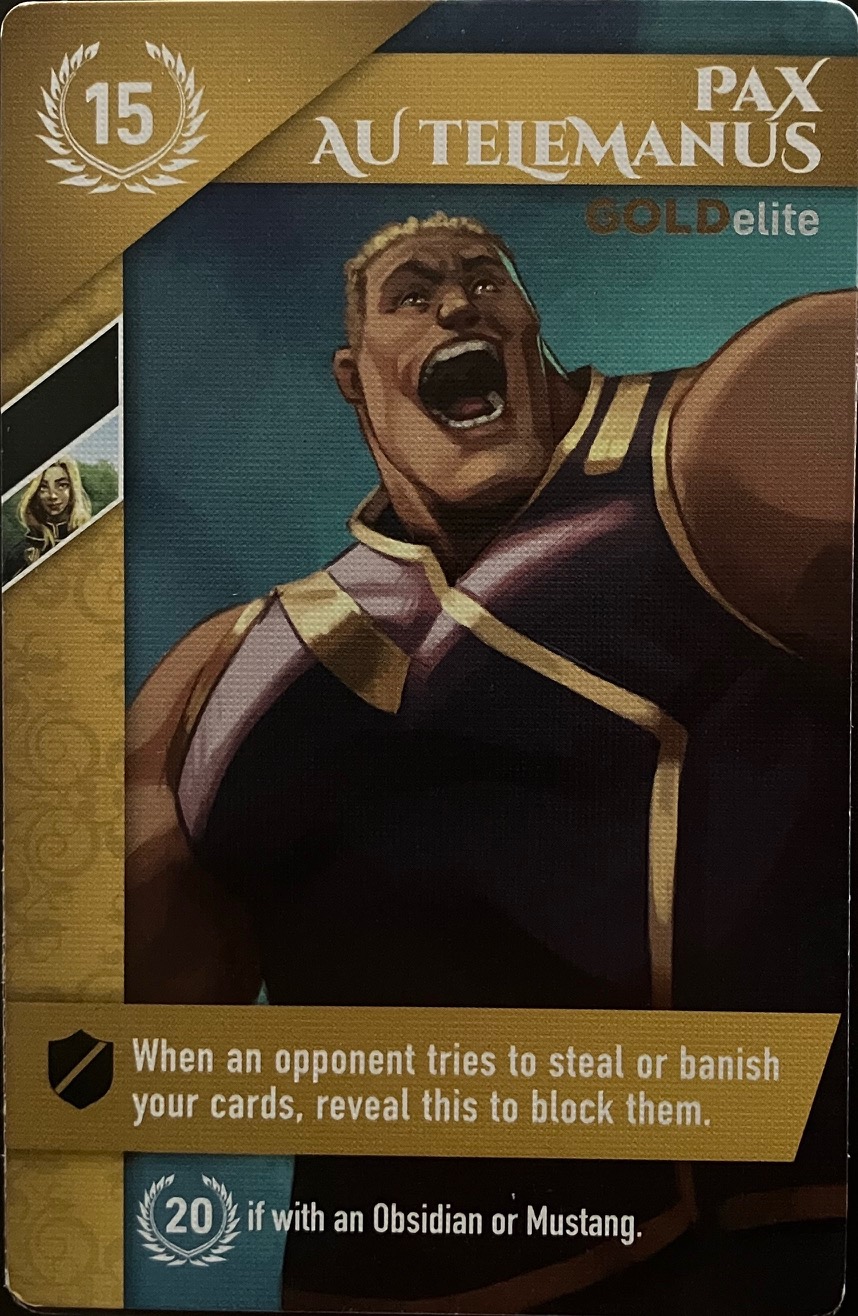 15
PAX
AU TELEMANUS
GOLDelite
When an opponent tries to steal or banish
your cards, reveal this to block them.
20 if with an Obsidian or Mustang.